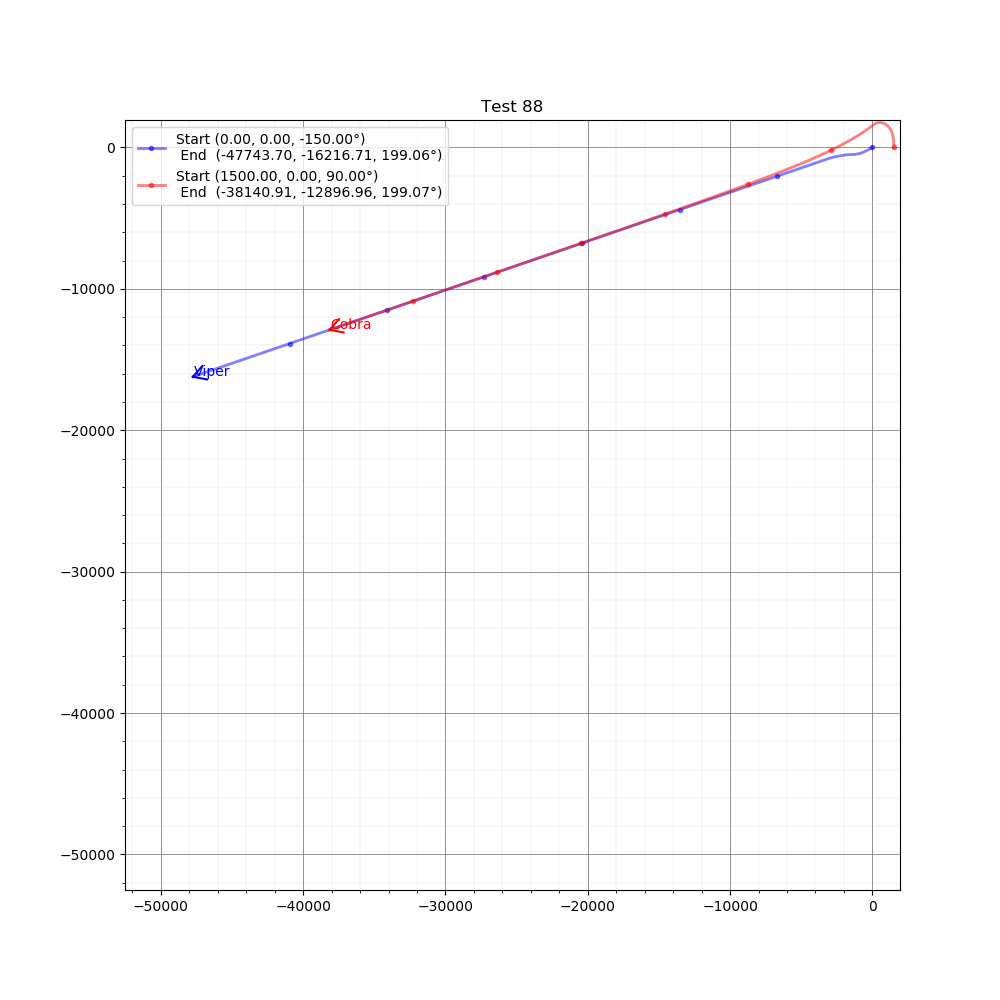 Test 88
Start (0.00, 0.00, -150.00°)
End (-47743.70, -16216.71, 199.06°)
Start (1500.00, 0.00, 90.00°)
End (-38140.91, -12896.96, 199.07°)
0
−10000
−20000
−30000
−40000
−50000
Cobra
Viper
−50000 −40000 −30000 −20000 −10000 0